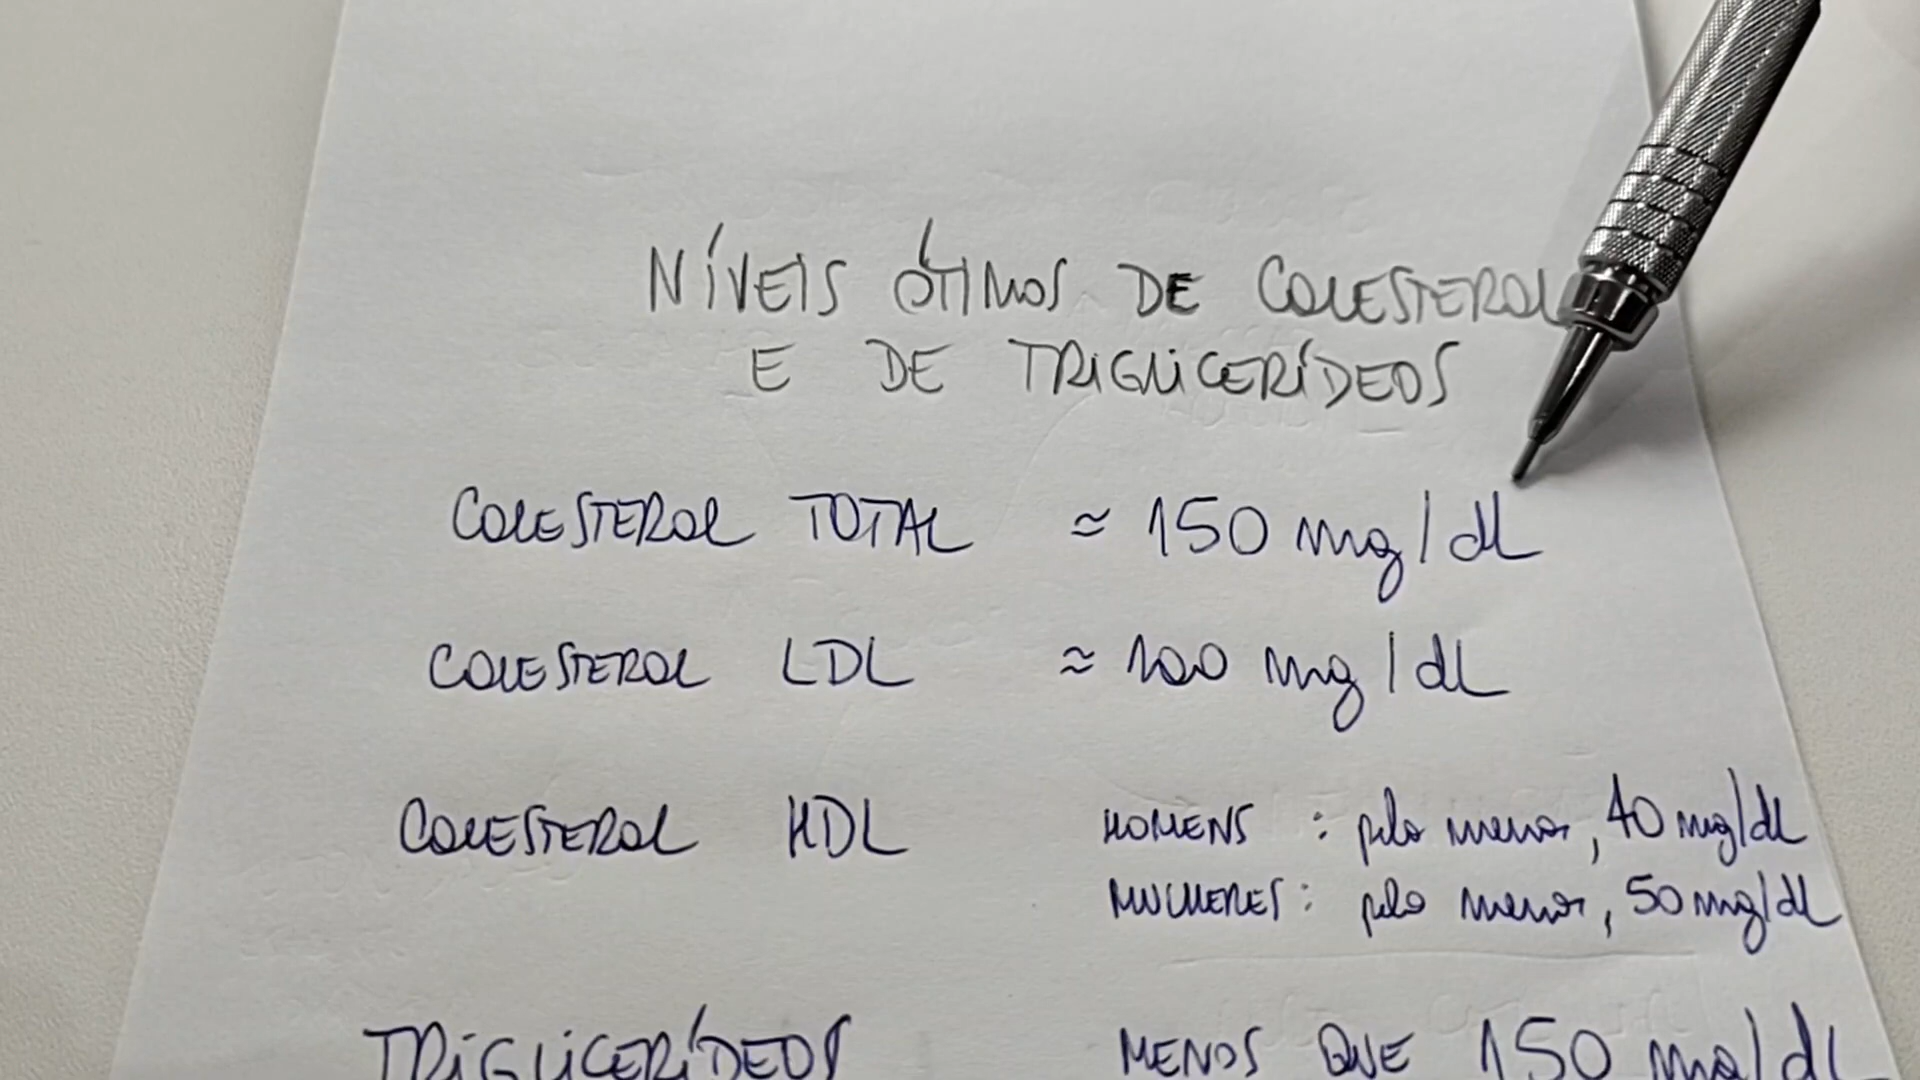 NÍVEIS ÓTIMOS DE COLESTEROL
E DE TRIGLICERÍDEOS
COLESTEROL TOTAL ≈ 150 mg/dL
COLESTEROL LDL ≈ 100 mg/dL
COLESTEROL HDL HOMENS : pelo menos, 40 mg/dL
MULHERES : pelo menos, 50 mg/dL
TRIGLICERÍDEOS MENOS QUE 150 mg/dL